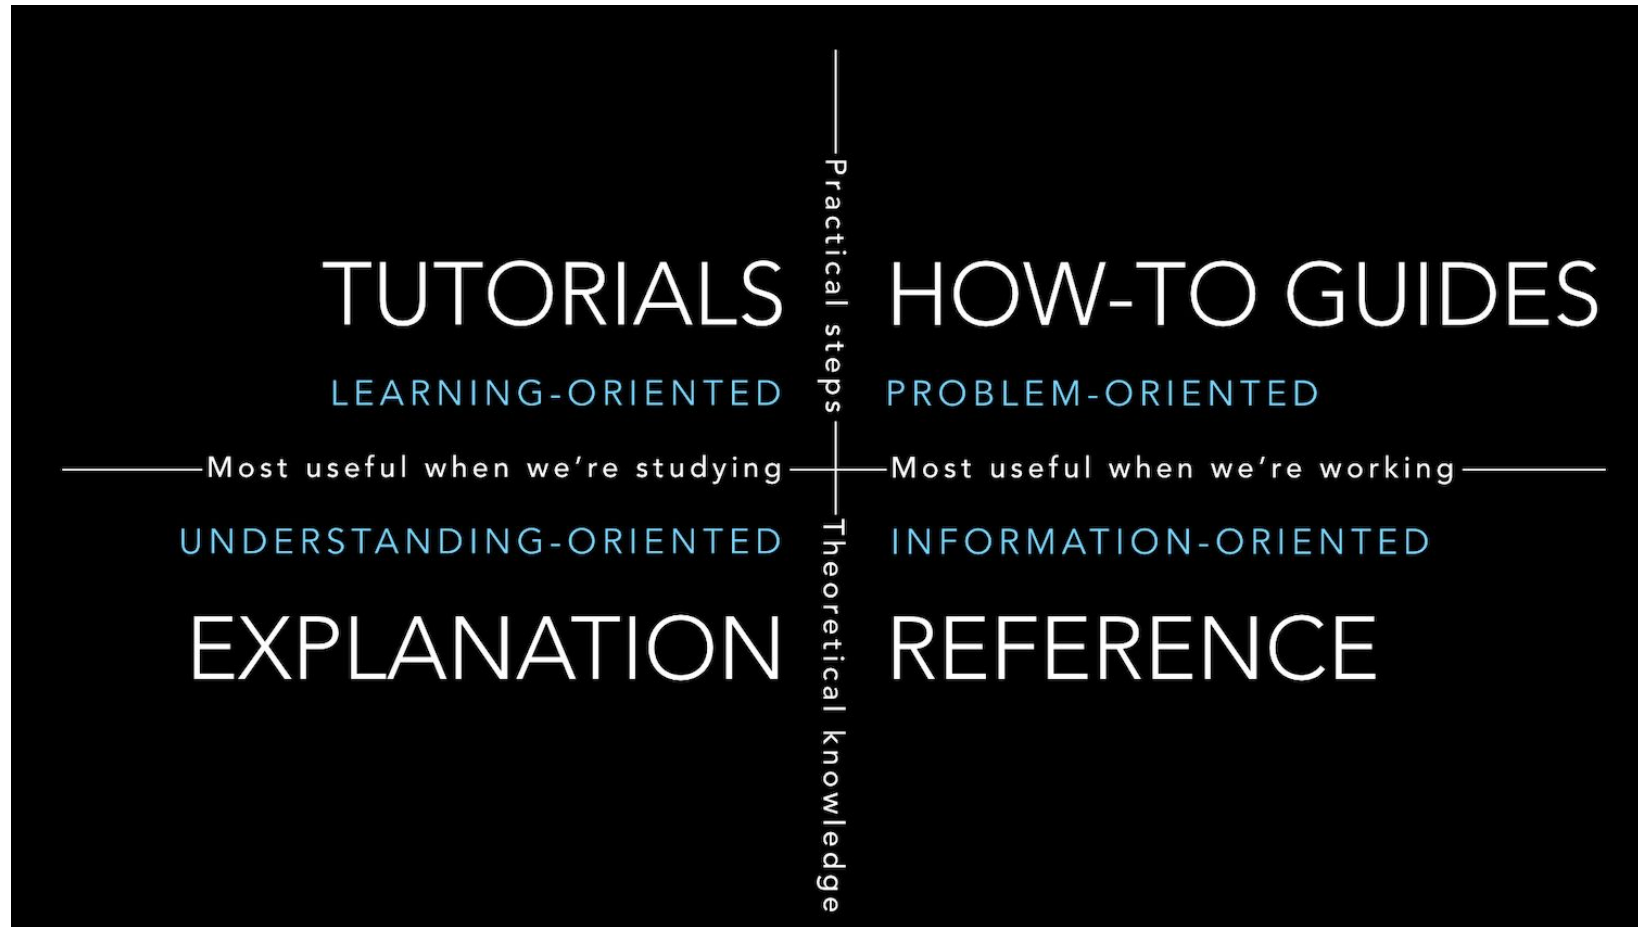 Practical steps
TUTORIALS
HOW-TO GUIDES
LEARNING-ORIENTED
PROBLEM-ORIENTED
Most useful when we’re studying
Most useful when we’re working
UNDERSTANDING-ORIENTED
INFORMATION-ORIENTED
EXPLANATION
REFERENCE
Theoretical knowledge